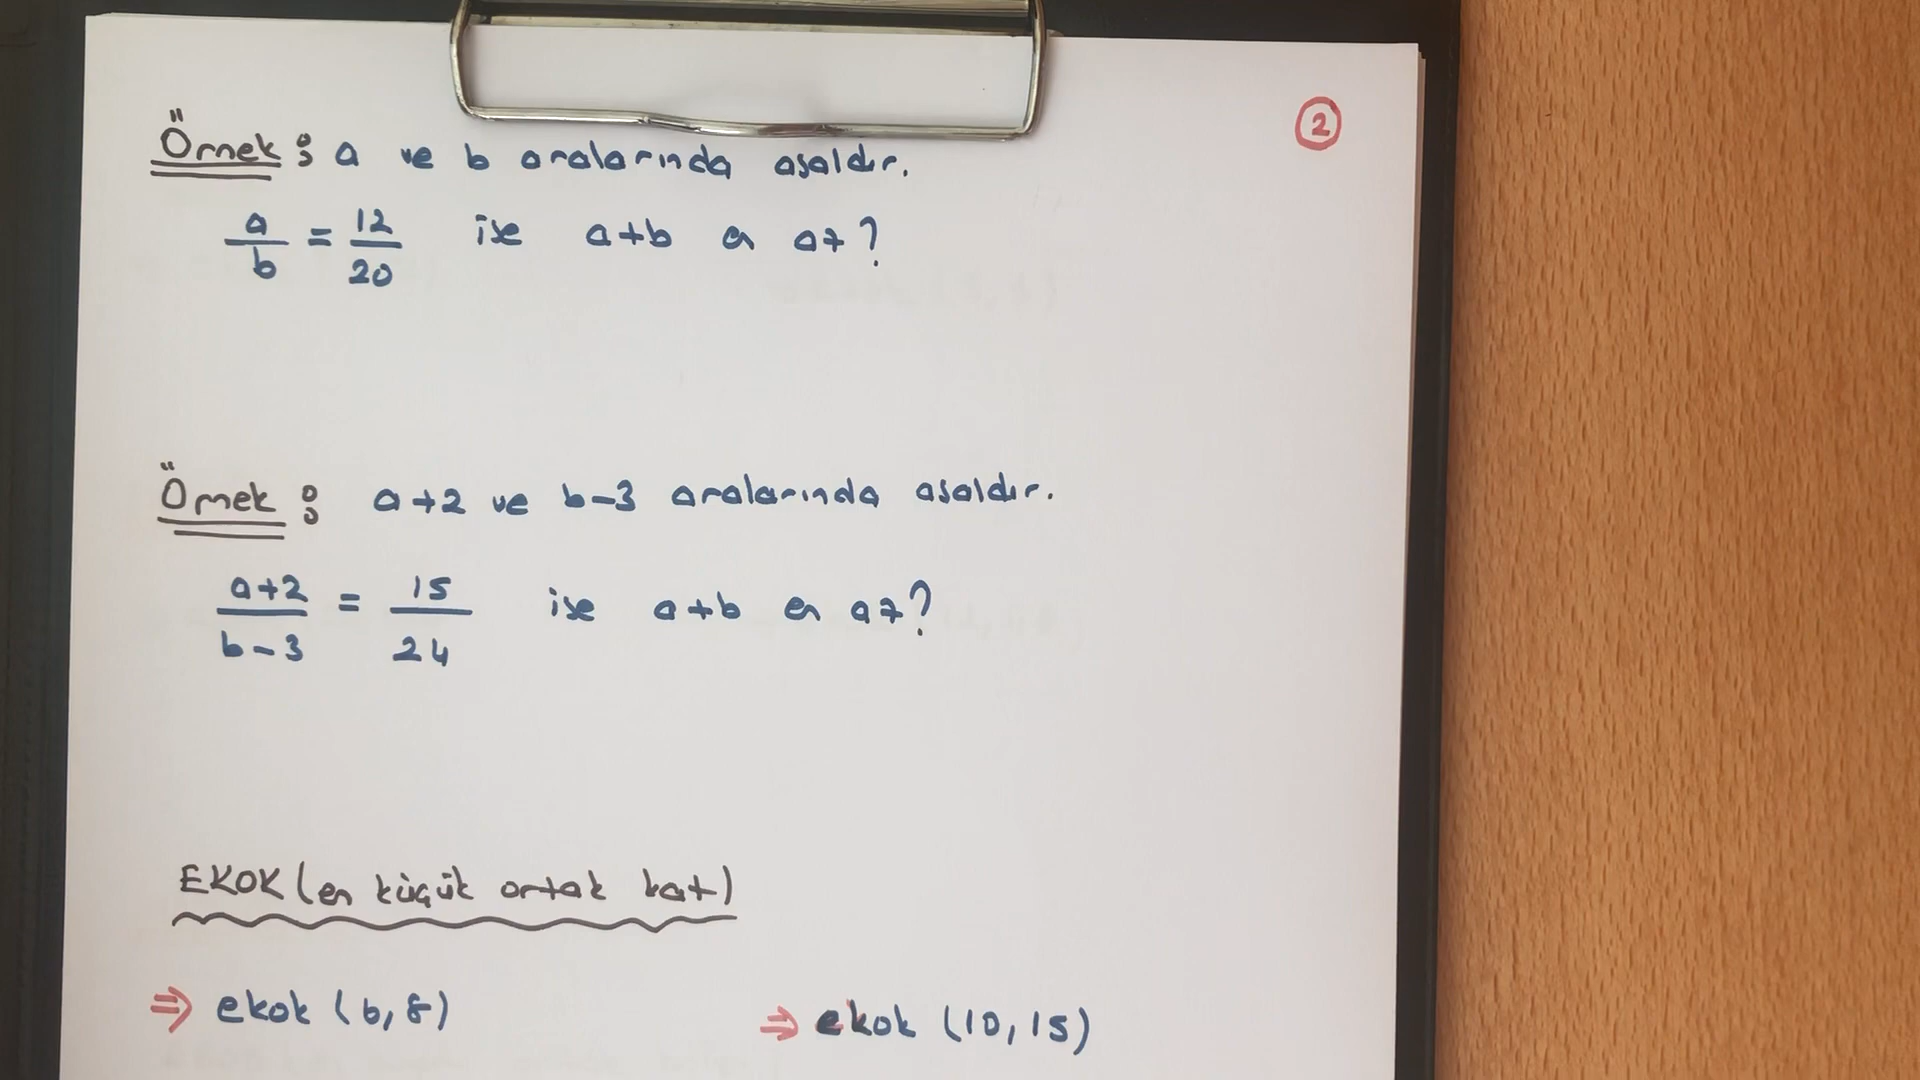 2
Örnek : a ve b aralarında asaldır.
a/b = 12/20 ise a+b en az?
Örnek : a+2 ve b-3 aralarında asaldır.
a+2/b-3 = 15/24 ise a+b en az?
EKOK (en küçük ortak kat)
⇒ ekok (6,8)
⇒ ekok (10,15)